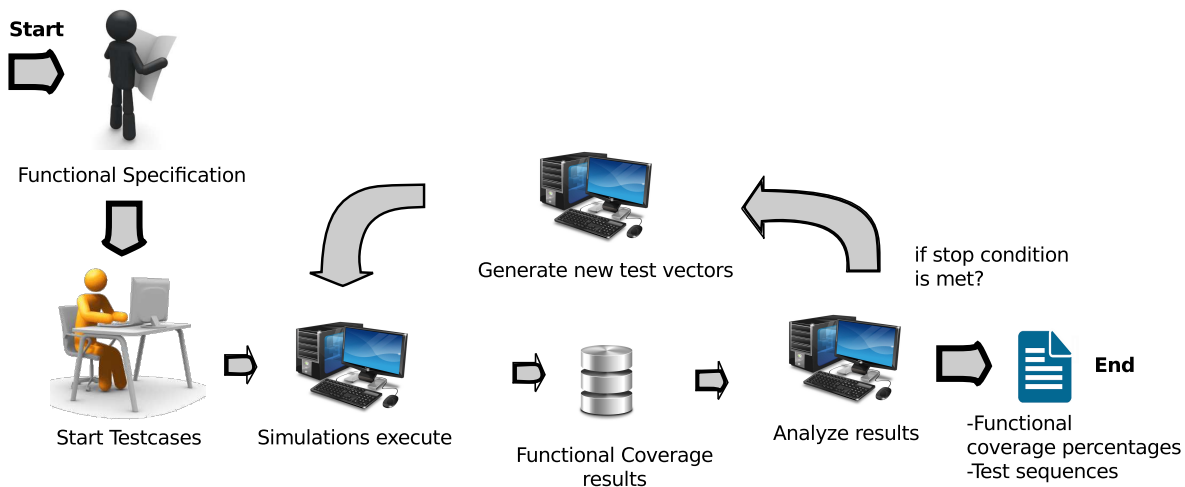 Start
Functional Specification
Generate new test vectors
if stop condition
is met?
Start Testcases
Simulations execute
Functional Coverage
results
Analyze results
End
-Functional
coverage percentages
-Test sequences